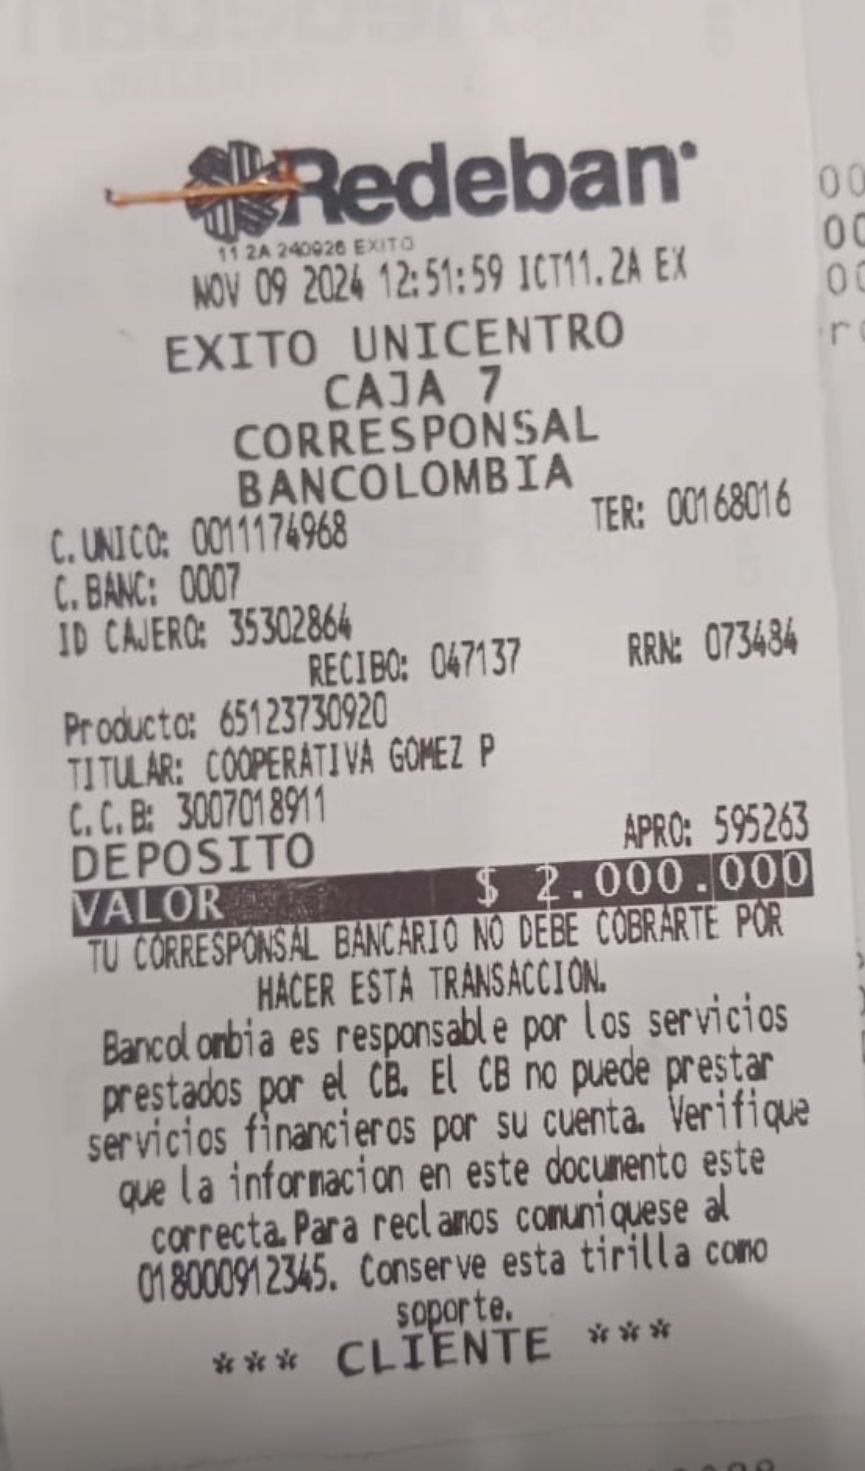 Redeban
11 2A 240926 EXITO
NOV 09 2024 12:51:59 ICT11.2A EX
EXITO UNICENTRO
CAJA 7
CORRESPONSAL
BANCOLOMBIA
C. UNICO: 0011174968 TER: 00168016
C. BANC: 0007
ID CAJERO: 35302864
RECIBO: 047137 RRN: 073484
Producto: 65123730920
TITULAR: COOPERATIVA GOMEZ P
C. C. B: 3007018911
DEPOSITO APRO: 595263
VALOR $ 2.000.000
TU CORRESPONSAL BANCARIO NO DEBE COBRARTE POR
HACER ESTA TRANSACCION.
Bancolombia es responsable por los servicios
prestados por el CB. El CB no puede prestar
servicios financieros por su cuenta. Verifique
que la informacion en este documento este
correcta. Para reclamos comuniquese al
018000912345. Conserve esta tirilla como
soporte.
*** CLIENTE ***